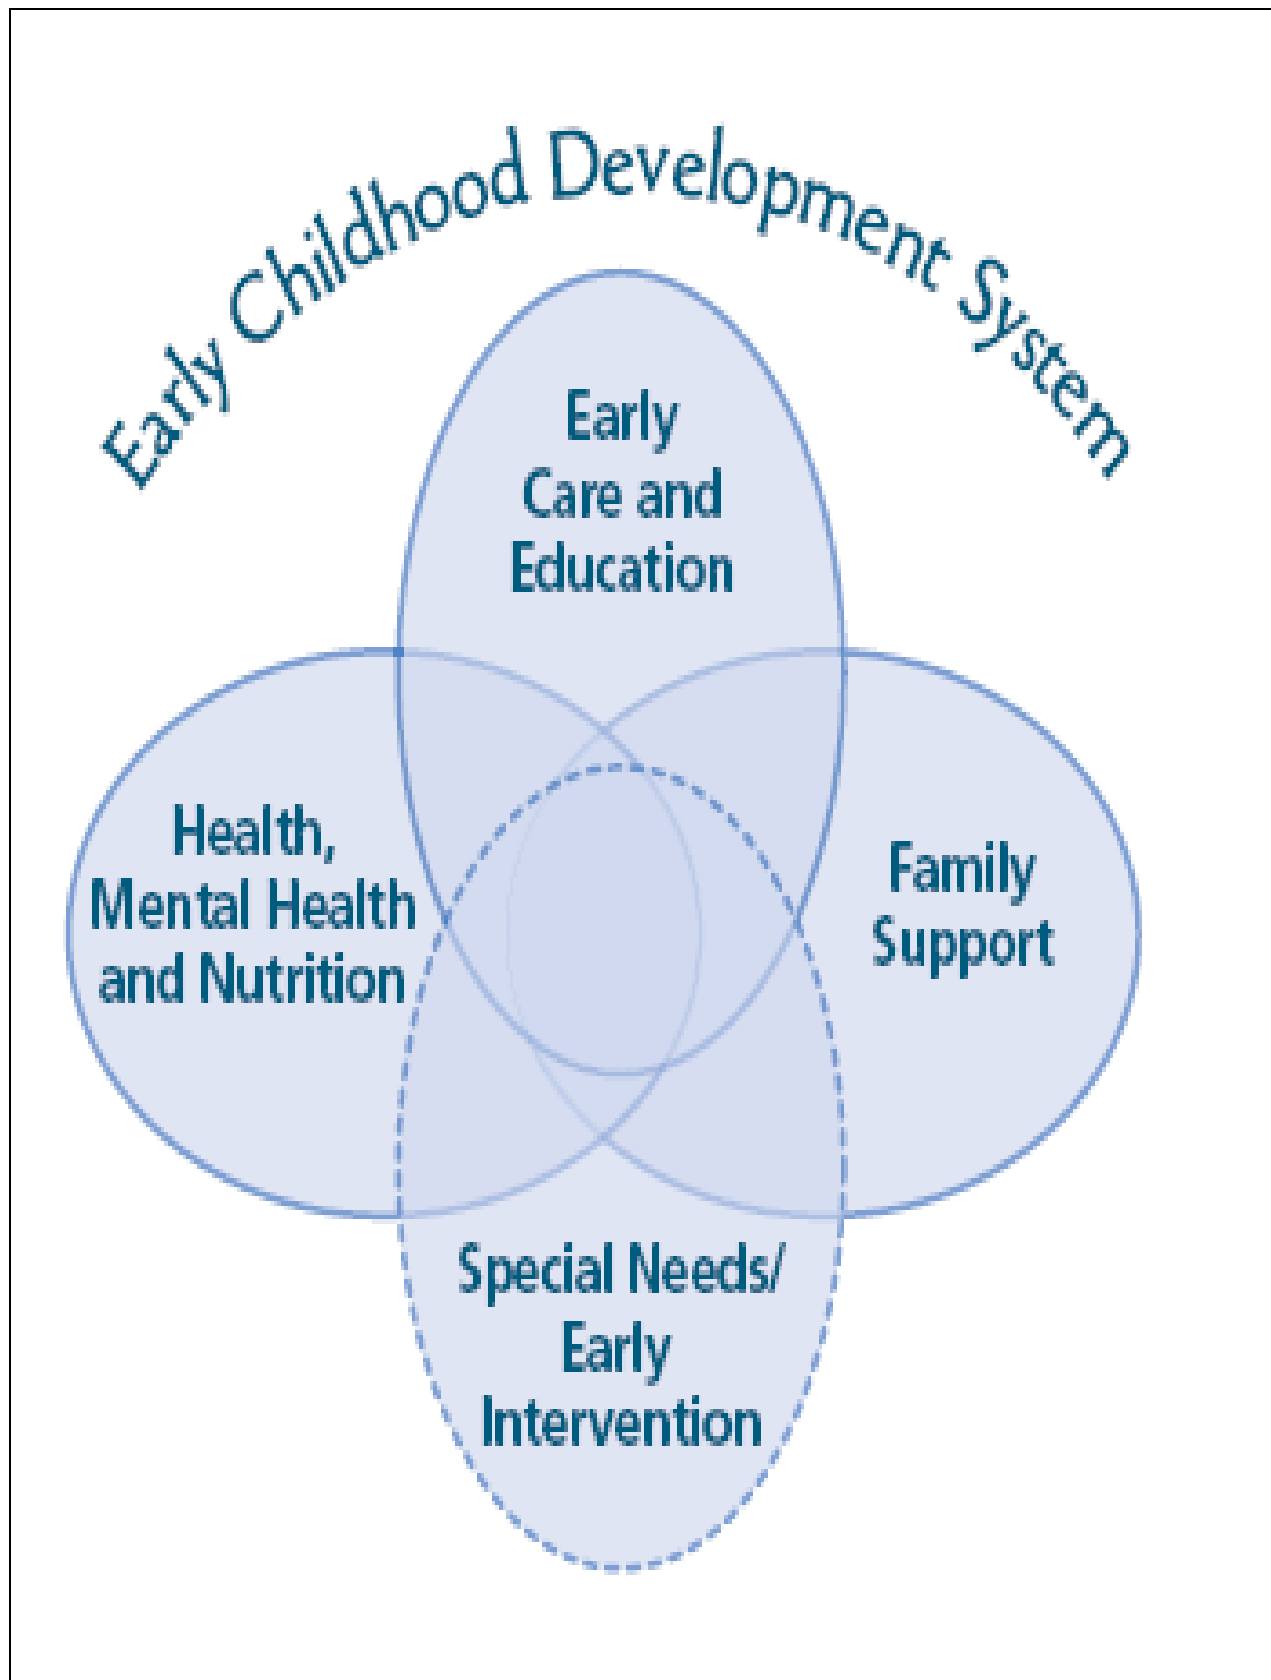 Early Childhood Development System
Early
Care and
Education
Health,
Mental Health
and Nutrition
Family
Support
Special Needs/
Early
Intervention